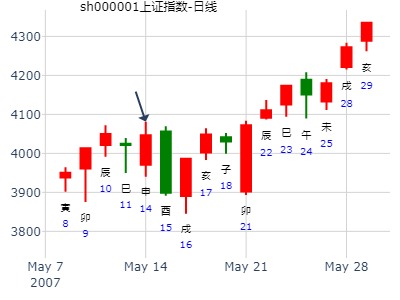 sh000001上证指数-日线
4300
4200
4100
4000
3900
3800
寅
8
卯
9
辰
10
巳
11
申
14
酉
15
戌
16
亥
17
子
18
卯
21
辰
22
巳
23
午
24
未
25
戌
28
亥
29
May 7
2007
May 14
May 21
May 28